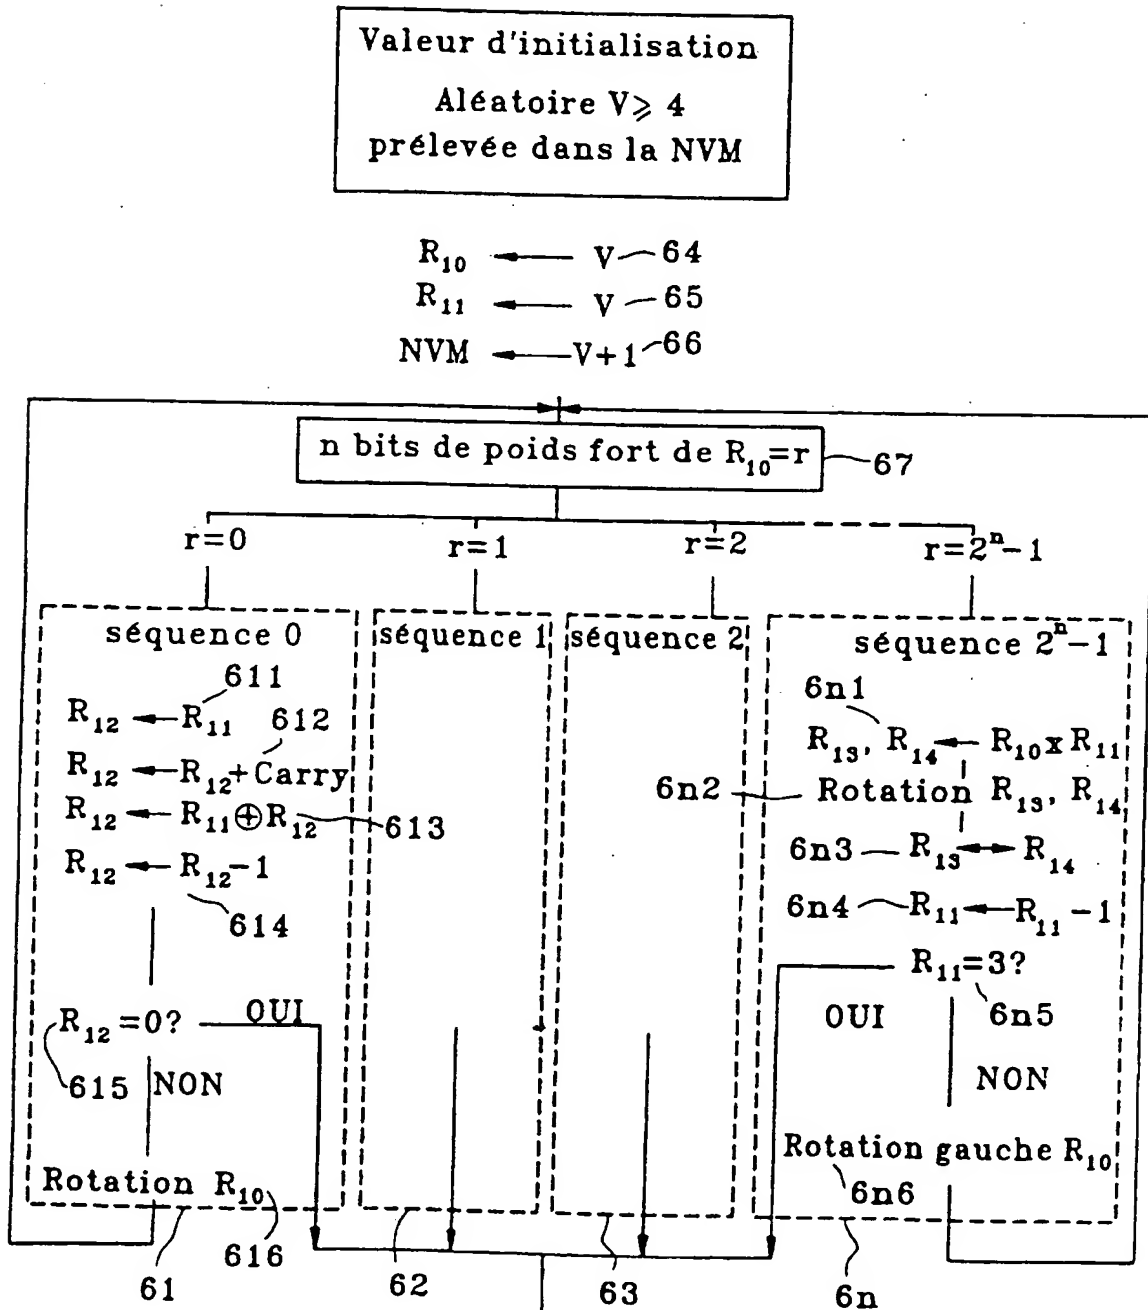 Valeur d'initialisation
Aléatoire V⩾ 4
prélevée dans la NVM
R₁₀ ← V 64
R₁₁ ← V 65
NVM ← V+1 66
n bits de poids fort de R₁₀=r 67
r=0 r=1 r=2 r=2ⁿ-1
séquence 0
611
R₁₂ ← R₁₁
612
R₁₂ ← R₁₂+Carry
R₁₂ ← R₁₁⊕R₁₂ 613
R₁₂ ← R₁₂-1
614
R₁₂=0? OUI
615 NON
Rotation R₁₀
616
61
séquence 1
62
séquence 2
63
séquence 2ⁿ-1
6n1
R₁₃, R₁₄ ← R₁₀xR₁₁
6n2 Rotation R₁₃, R₁₄
6n3 R₁₃ ↔ R₁₄
6n4 R₁₁ ← R₁₁-1
R₁₁=3?
OUI 6n5
NON
Rotation gauche R₁₀
6n6
6n